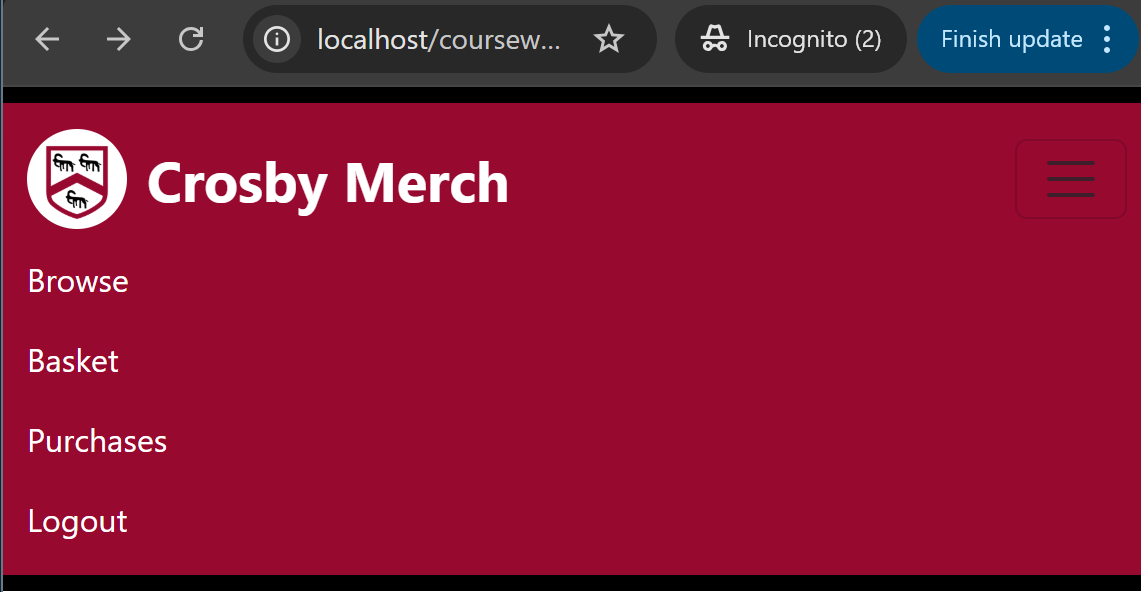 localhost/coursew...
Incognito (2)
Finish update
Crosby Merch
Browse
Basket
Purchases
Logout